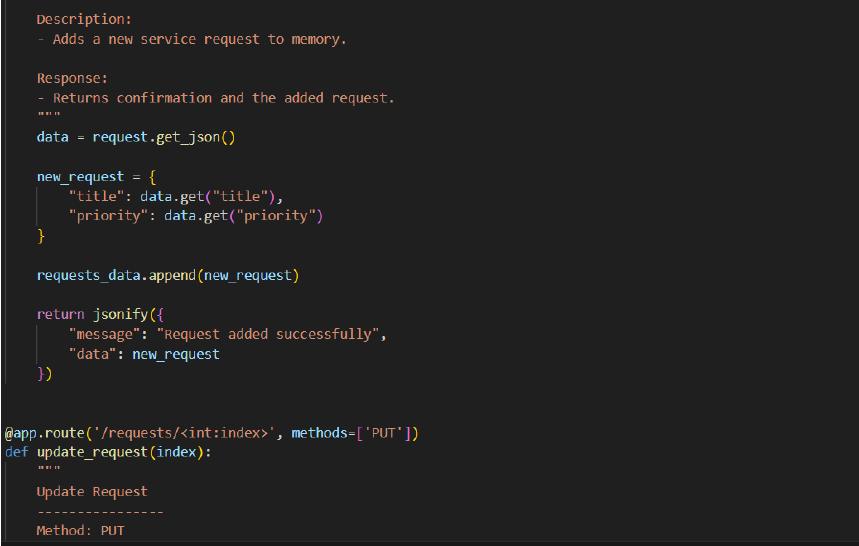 Description:
- Adds a new service request to memory.
Response:
- Returns confirmation and the added request.
"""
data = request.get_json()
new_request = {
"title": data.get("title"),
"priority": data.get("priority")
}
requests_data.append(new_request)
return jsonify({
"message": "Request added successfully",
"data": new_request
})
@app.route('/requests/<int:index>', methods=['PUT'])
def update_request(index):
"""
Update Request
----------------
Method: PUT